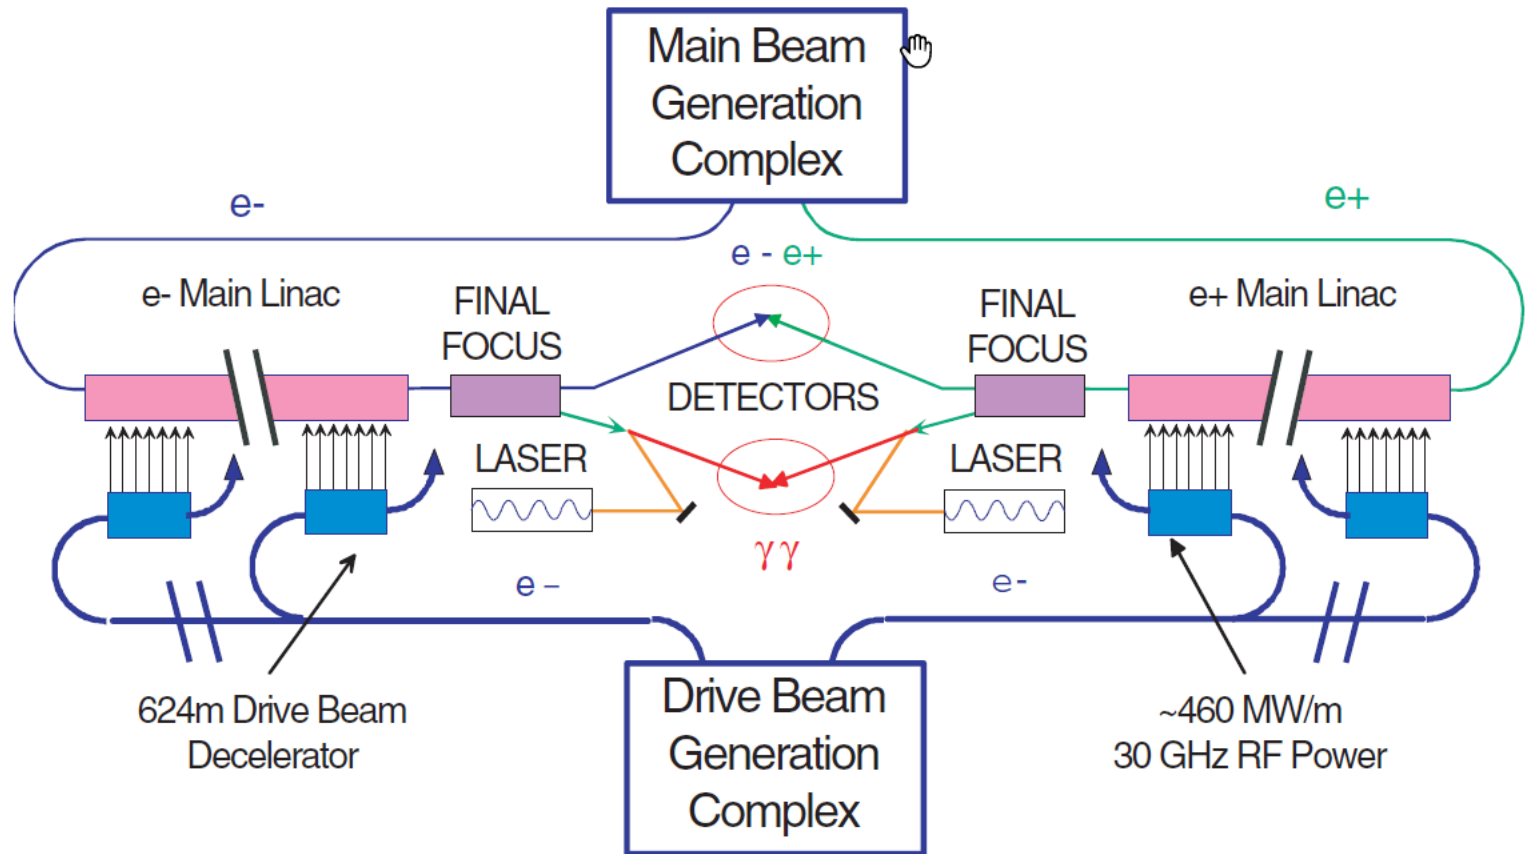 Main Beam
Generation
Complex
e-
e+
e - e+
e- Main Linac
FINAL
FOCUS
FINAL
FOCUS
e+ Main Linac
DETECTORS
LASER
LASER
γγ
e –
e-
624m Drive Beam
Decelerator
Drive Beam
Generation
Complex
~460 MW/m
30 GHz RF Power